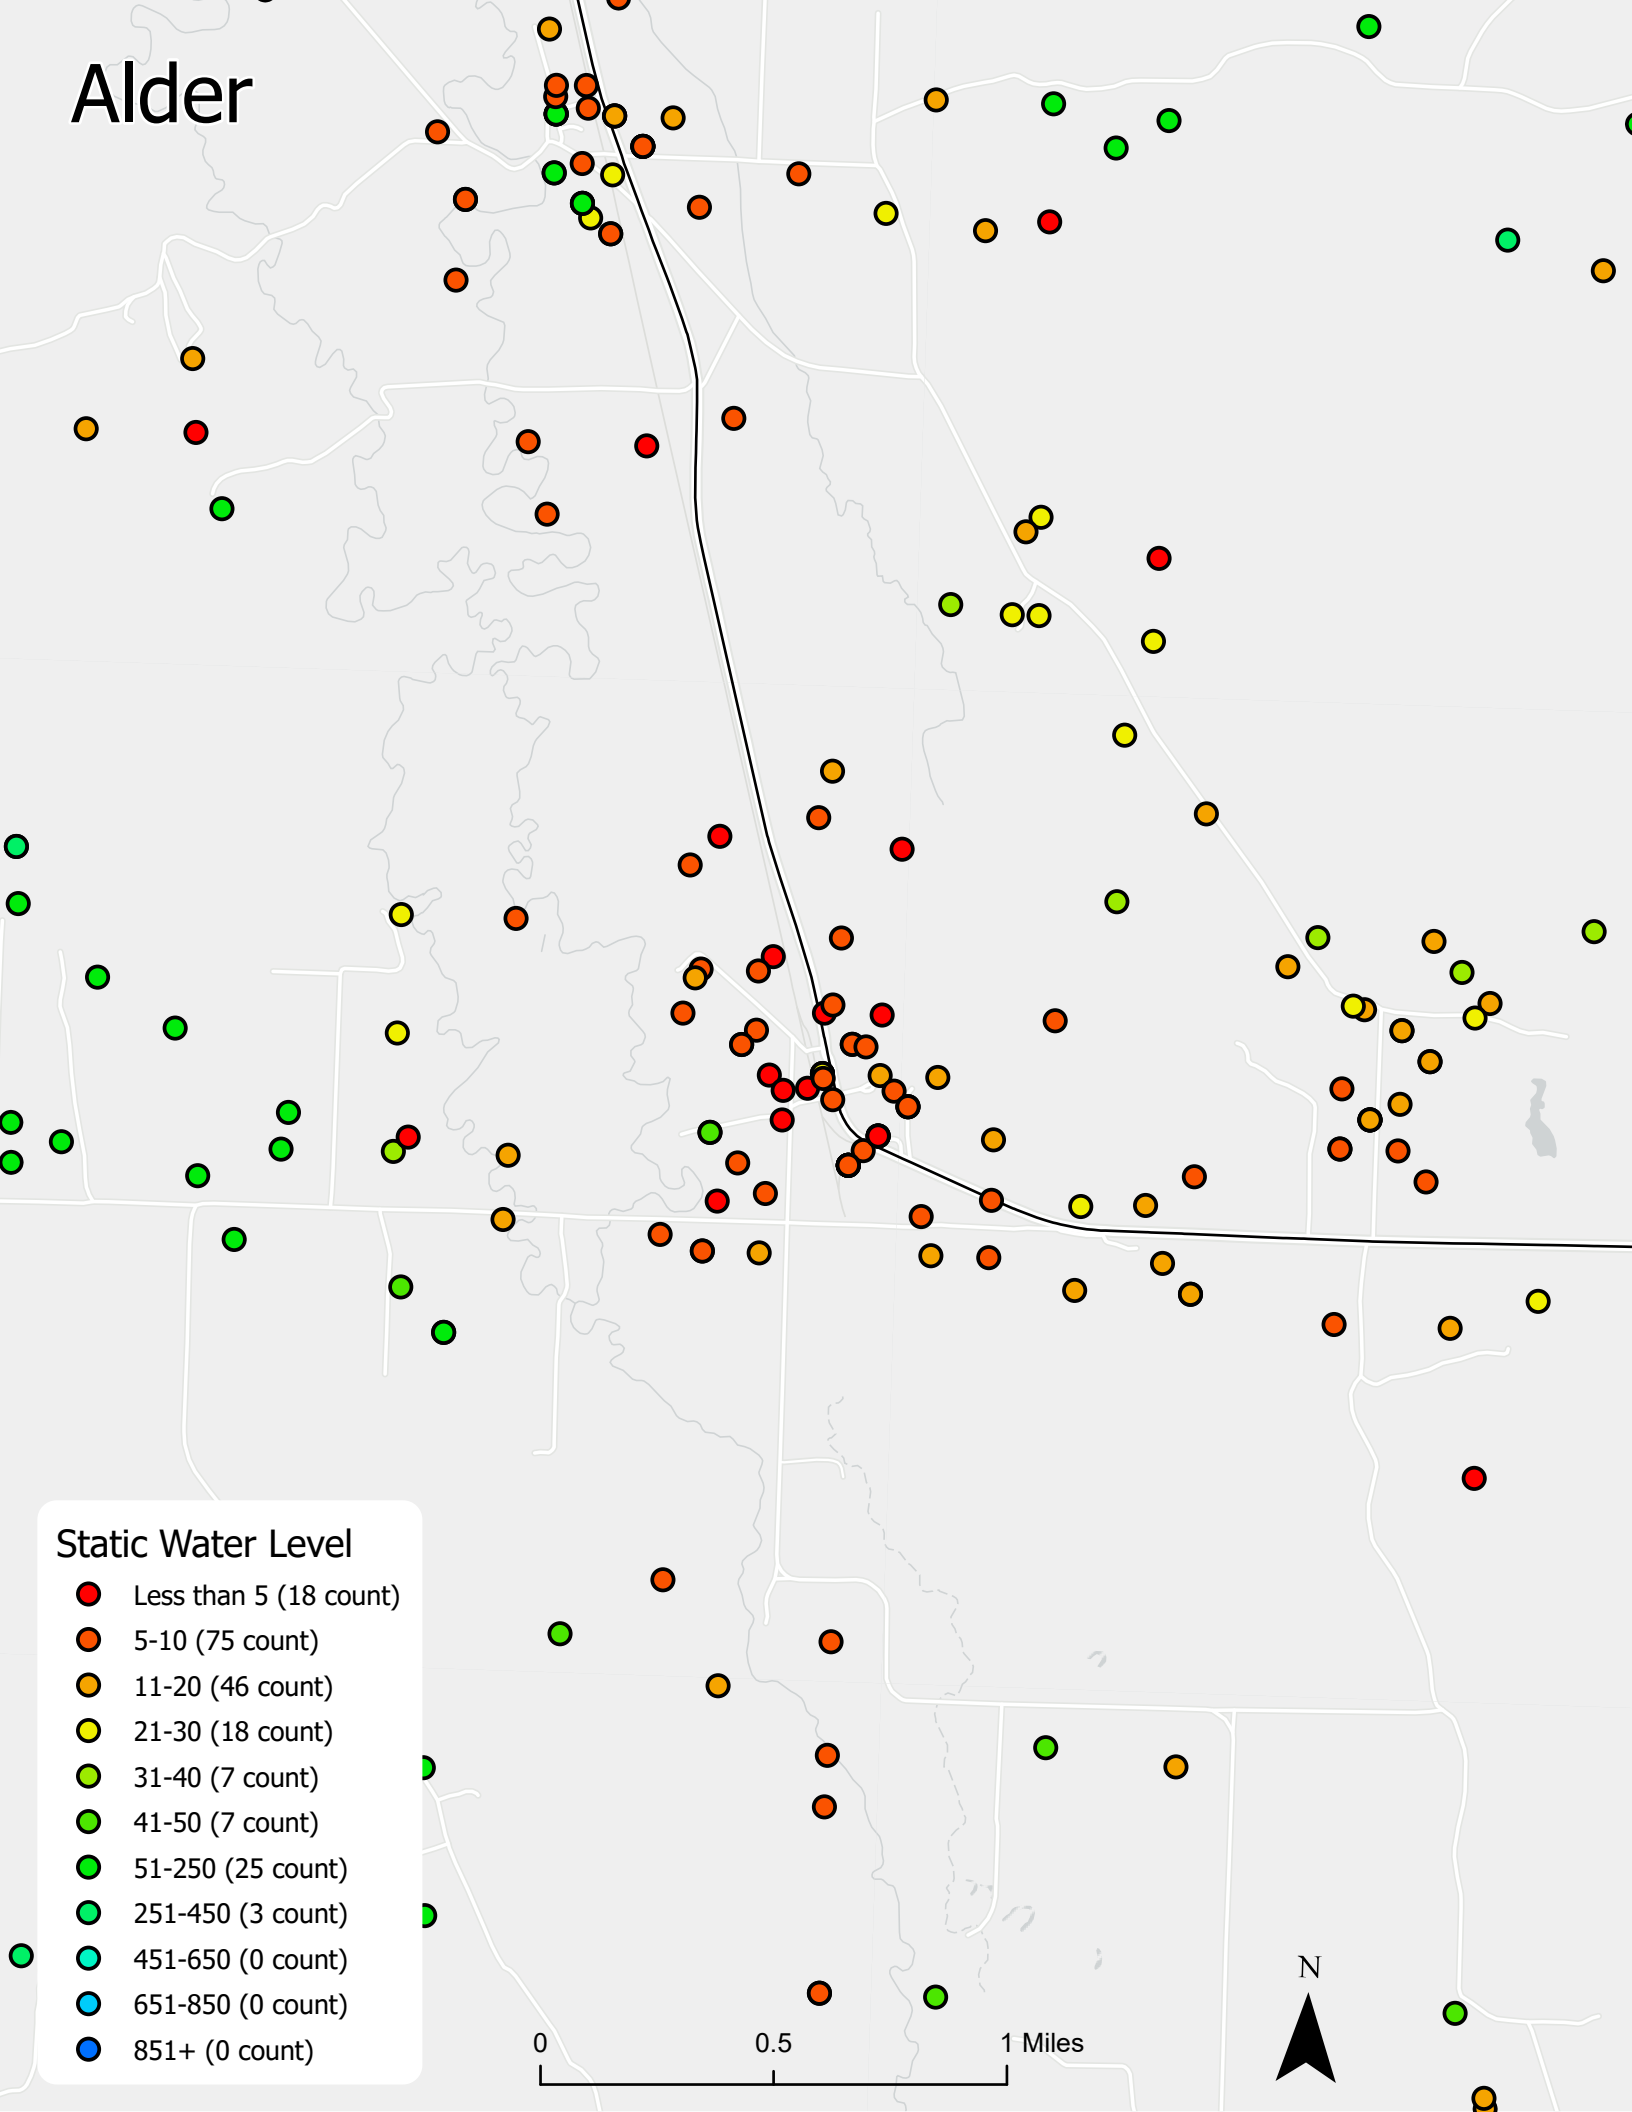 Alder
Static Water Level
Less than 5 (18 count)
5-10 (75 count)
11-20 (46 count)
21-30 (18 count)
31-40 (7 count)
41-50 (7 count)
51-250 (25 count)
251-450 (3 count)
451-650 (0 count)
651-850 (0 count)
851+ (0 count)
N
0 0.5 1 Miles